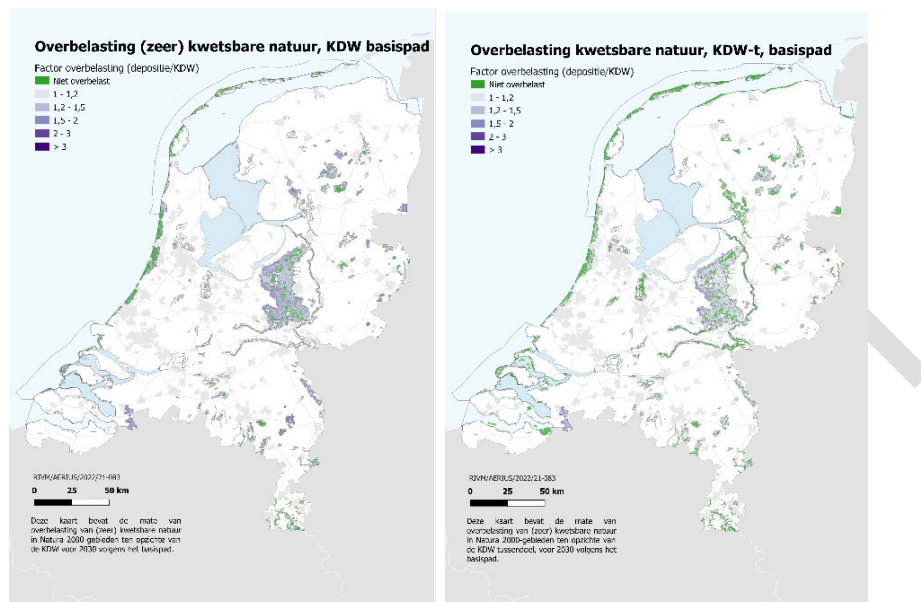 Overbelasting (zeer) kwetsbare natuur, KDW basispad
Factor overbelasting (depositie/KDW)
Niet overbelast
1 - 1,2
1,2 - 1,5
1,5 - 2
2 - 3
> 3
RIVM/AERIUS/2022/21-083
0 25 50 km
Deze kaart bevat de mate van
overbelasting van (zeer) kwetsbare natuur
in Natura 2000-gebieden ten opzichte van
de KDW voor 2030 volgens het basispad.
Overbelasting kwetsbare natuur, KDW-t, basispad
Factor overbelasting (depositie/KDW)
Niet overbelast
1 - 1,2
1,2 - 1,5
1,5 - 2
2 - 3
> 3
RIVM/AERIUS/2022/21-083
0 25 50 km
Deze kaart bevat de mate van
overbelasting van (zeer) kwetsbare natuur
in Natura 2000-gebieden ten opzichte van
de KDW tussendoel, voor 2030 volgens het
basispad.